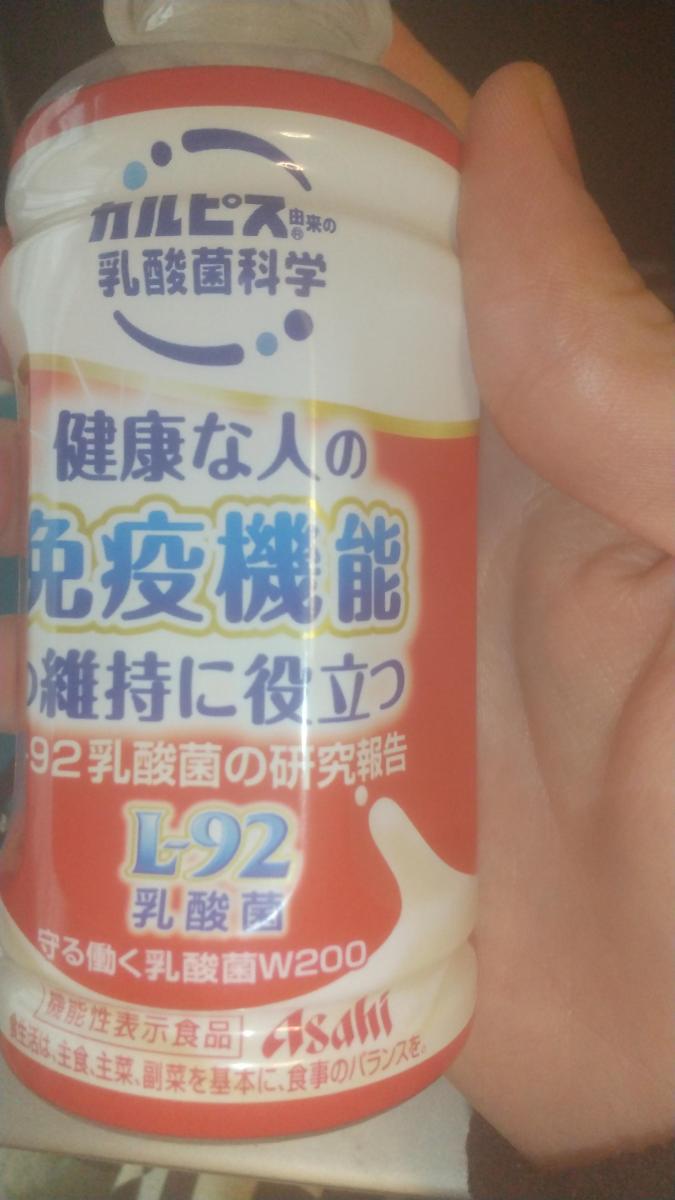 カルピス®由来の
乳酸菌科学
健康な人の
免疫機能
維持に役立つ
92乳酸菌の研究報告
L-92
乳酸菌
守る働く乳酸菌W200
機能性表示食品
Asahi
食生活は、主食、主菜、副菜を基本に、食事のバランスを。